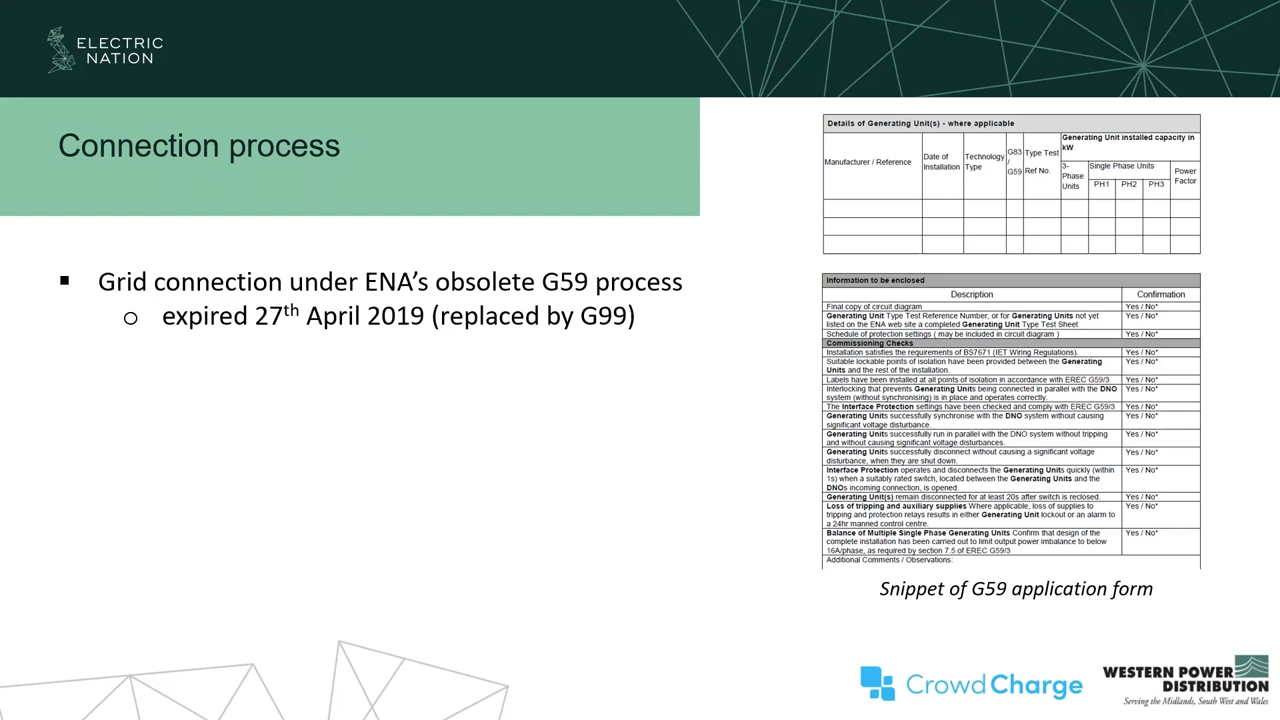 ELECTRIC
NATION
Connection process
Grid connection under ENA’s obsolete G59 process
expired 27th April 2019 (replaced by G99)
Details of Generating Unit(s) - where applicable
Manufacturer / Reference
Date of
Installation
Technology
Type
G83
/
G59
Type Test
Ref No.
Generating Unit installed capacity in
kW
3-
Phase
Units
Single Phase Units
PH1
PH2
PH3
Power
Factor
Information to be enclosed
Description Confirmation
Final copy of circuit diagram Yes / No*
Generating Unit Type Test Reference Number, or for Generating Units not yet Yes / No*
listed on the ENA web site a completed Generating Unit Type Test Sheet
Schedule of protection settings ( may be included in circuit diagram ) Yes / No*
Commissioning Checks
Installation satisfies the requirements of BS7671 (IET Wiring Regulations). Yes / No*
Suitable lockable points of isolation have been provided between the Generating Yes / No*
Units and the rest of the installation.
Labels have been installed at all points of isolation in accordance with EREC G59/3 Yes / No*
Interlocking that prevents Generating Units being connected in parallel with the DNO Yes / No*
system (without synchronising) is in place and operates correctly.
The Interface Protection settings have been checked and comply with EREC G59/3 Yes / No*
Generating Units successfully synchronise with the DNO system without causing Yes / No*
significant voltage disturbance.
Generating Units successfully run in parallel with the DNO system without tripping Yes / No*
and without causing significant voltage disturbances.
Generating Units successfully disconnect without causing a significant voltage Yes / No*
disturbance, when they are shut down.
Interface Protection operates and disconnects the Generating Units quickly (within Yes / No*
1s) when a suitably rated switch, located between the Generating Units and the
DNOs incoming connection, is opened.
Generating Unit(s) remain disconnected for at least 20s after switch is reclosed. Yes / No*
Loss of tripping and auxiliary supplies Where applicable, loss of supplies to Yes / No*
tripping and protection relays results in either Generating Unit lockout or an alarm to
a 24hr manned control centre.
Balance of Multiple Single Phase Generating Units Confirm that design of the Yes / No*
complete installation has been carried out to limit output power imbalance to below
16A/phase, as required by section 7.5 of EREC G59/3
Additional Comments / Observations:
Snippet of G59 application form
CrowdCharge
WESTERN POWER
DISTRIBUTION
Serving the Midlands, South West and Wales